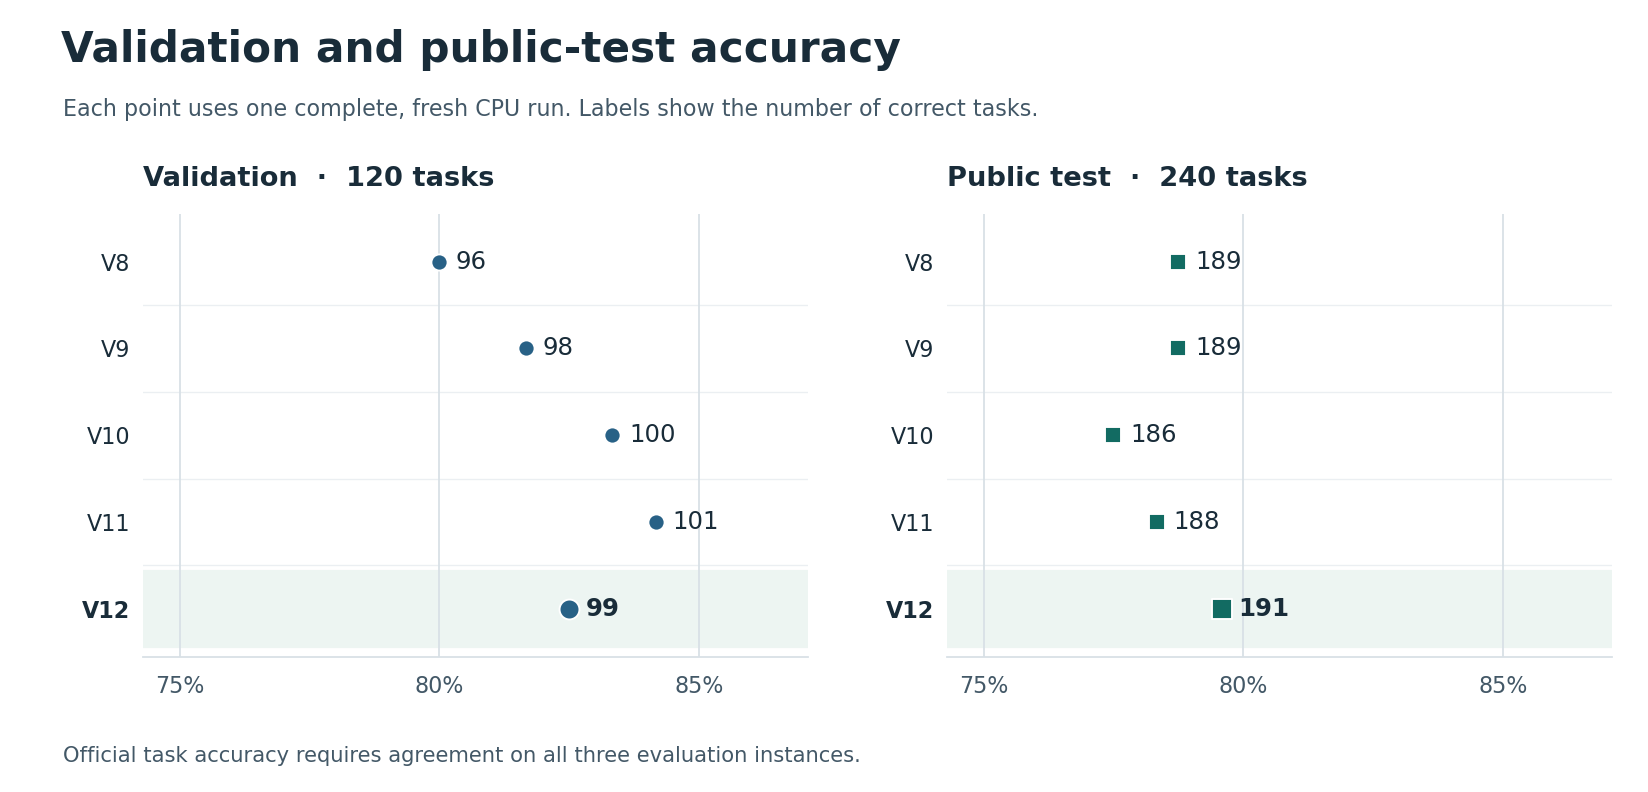 Validation and public-test accuracy
Each point uses one complete, fresh CPU run. Labels show the number of correct tasks.
Validation · 120 tasks
V8
96
V9
98
V10
100
V11
101
V12
99
75%
80%
85%
Public test · 240 tasks
V8
189
V9
189
V10
186
V11
188
V12
191
75%
80%
85%
Official task accuracy requires agreement on all three evaluation instances.